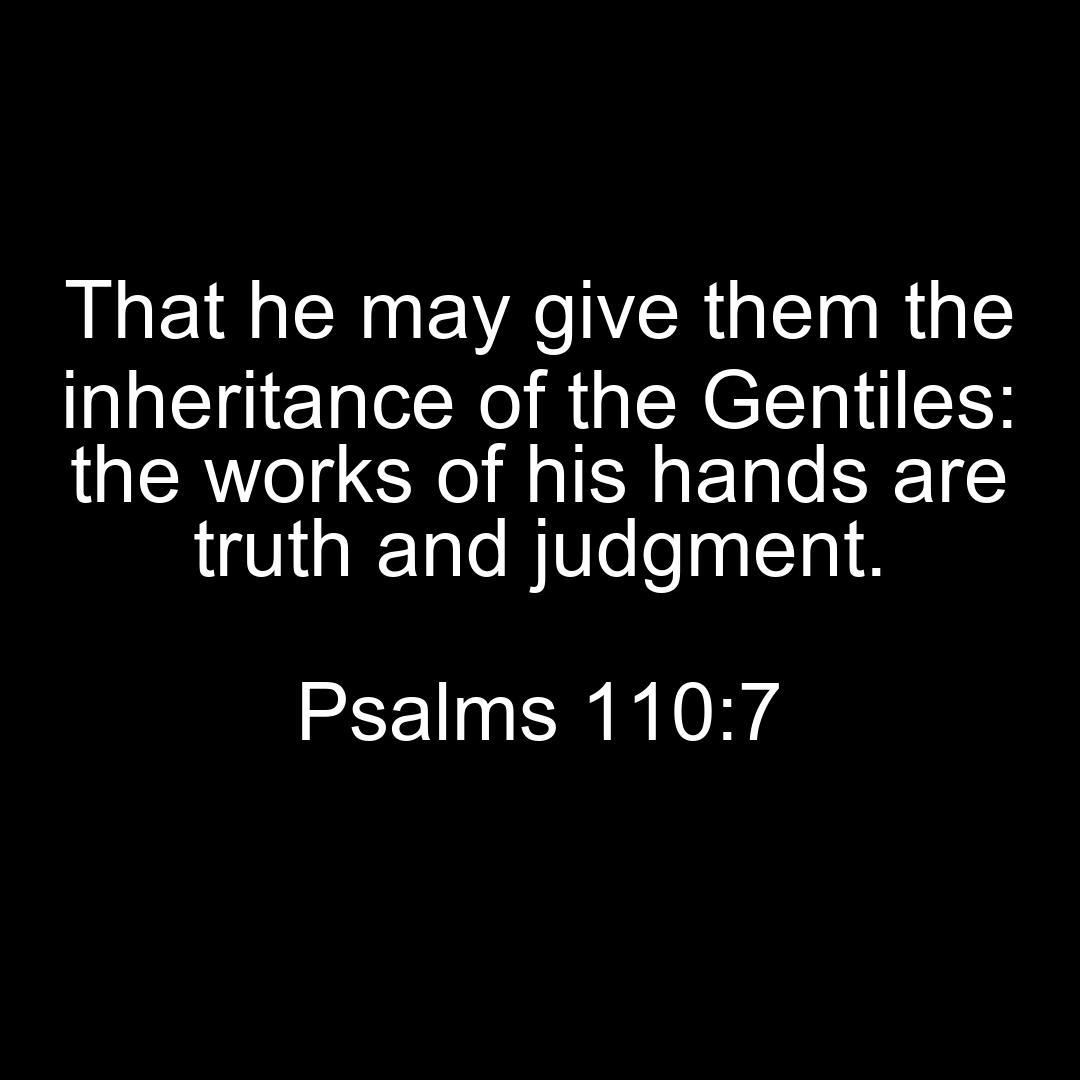 That he may give them the
inheritance of the Gentiles:
the works of his hands are
truth and judgment.
Psalms 110:7